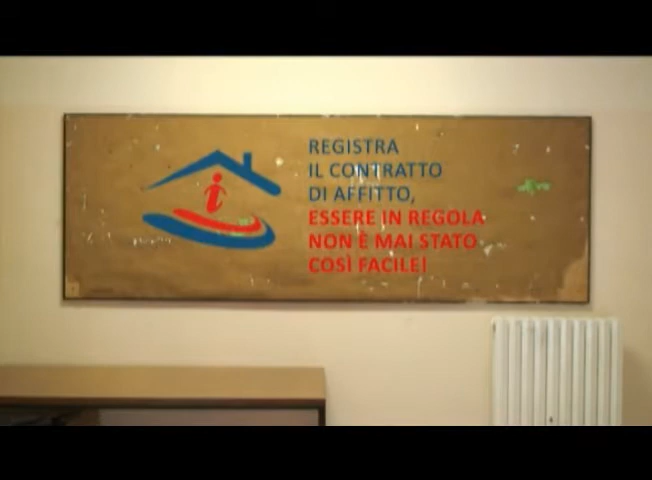 REGISTRA
IL CONTRATTO
DI AFFITTO,
ESSERE IN REGOLA
NON È MAI STATO
COSÌ FACILE!